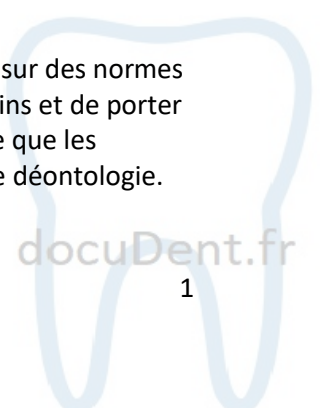 sur des normes
ins et de porter
e que les
e déontologie.
docuDent.fr
1